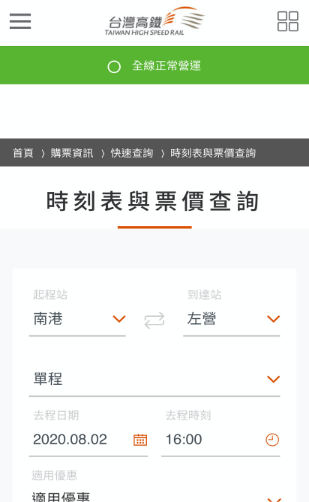 台灣高鐵
TAIWAN HIGH SPEED RAIL
全線正常營運
首頁 〉購票資訊 〉快速查詢 〉時刻表與票價查詢
時刻表與票價查詢
起程站 到達站
南港 左營
單程
去程日期 去程時刻
2020.08.02 16:00
適用優惠
適用優惠